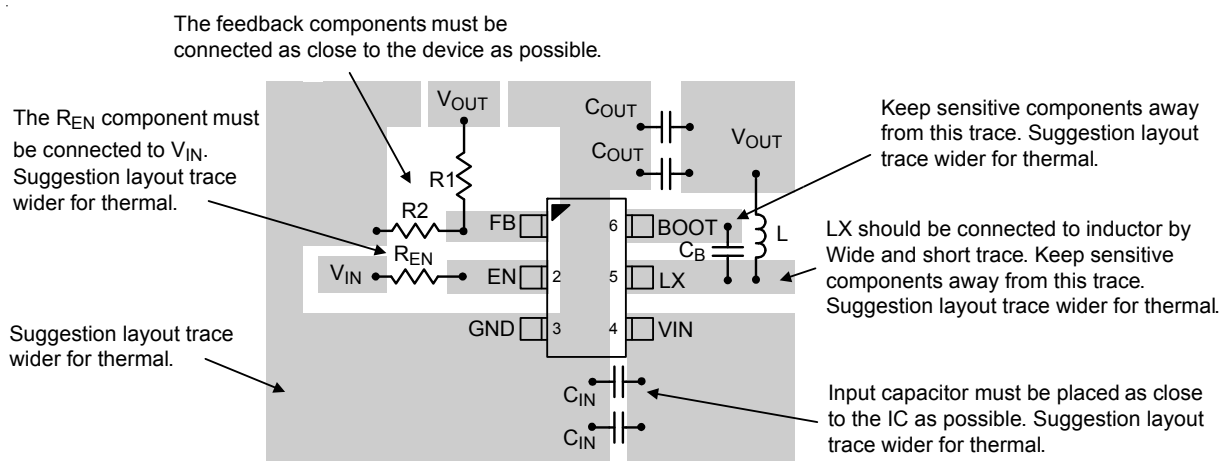 The feedback components must be
connected as close to the device as possible.
The REN component must
be connected to VIN.
Suggestion layout trace
wider for thermal.
Suggestion layout trace
wider for thermal.
VOUT
R1
R2
REN
VIN
FB
EN
GND
2
3
6
5
4
BOOT
LX
VIN
COUT
COUT
VOUT
CB
L
CIN
CIN
Keep sensitive components away
from this trace. Suggestion layout
trace wider for thermal.
LX should be connected to inductor by
Wide and short trace. Keep sensitive
components away from this trace.
Suggestion layout trace wider for thermal.
Input capacitor must be placed as close
to the IC as possible. Suggestion layout
trace wider for thermal.